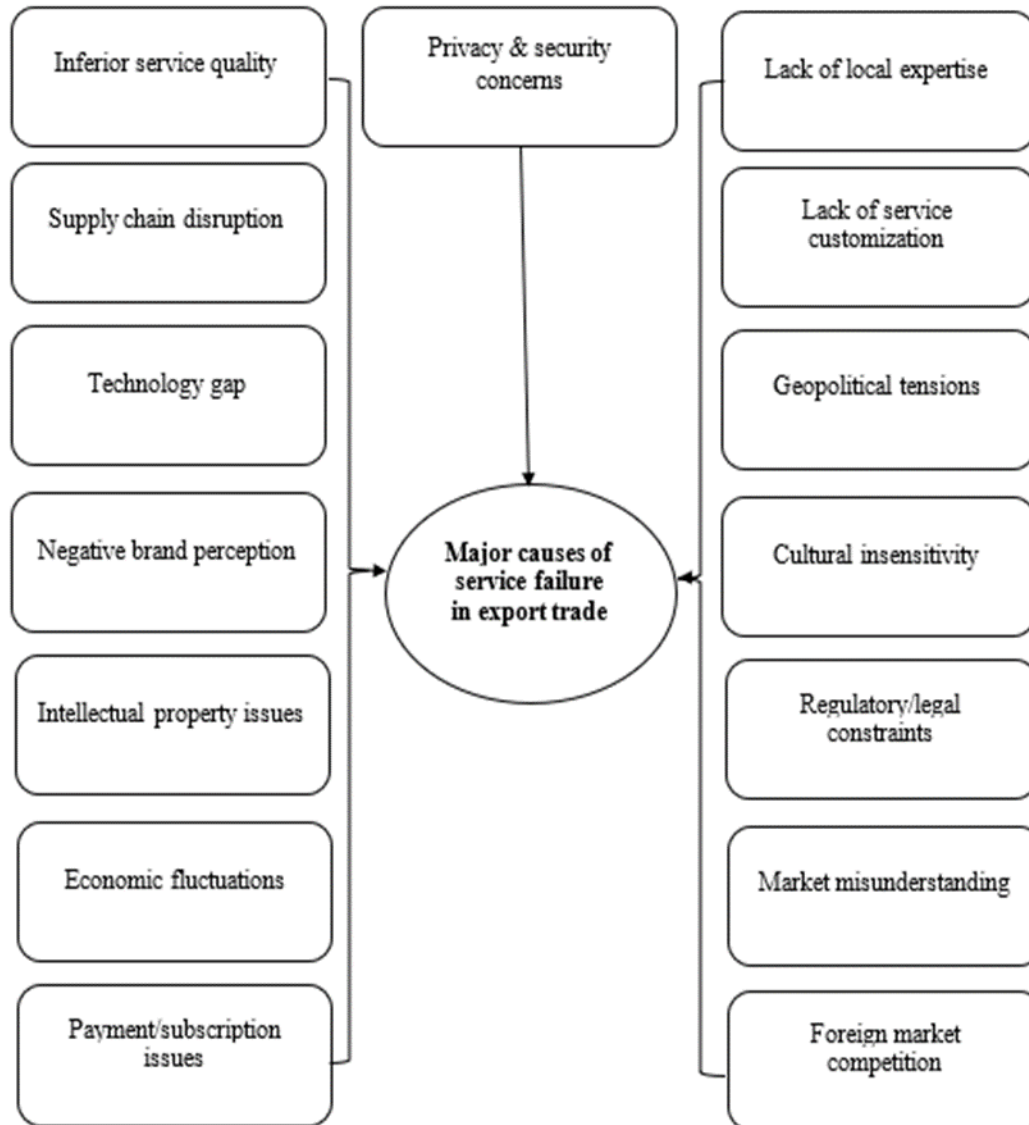 Inferior service quality
Privacy & security
concerns
Lack of local expertise
Supply chain disruption
Lack of service
customization
Technology gap
Geopolitical tensions
Negative brand perception
Major causes of
service failure
in export trade
Cultural insensitivity
Intellectual property issues
Regulatory/legal
constraints
Economic fluctuations
Market misunderstanding
Payment/subscription
issues
Foreign market
competition